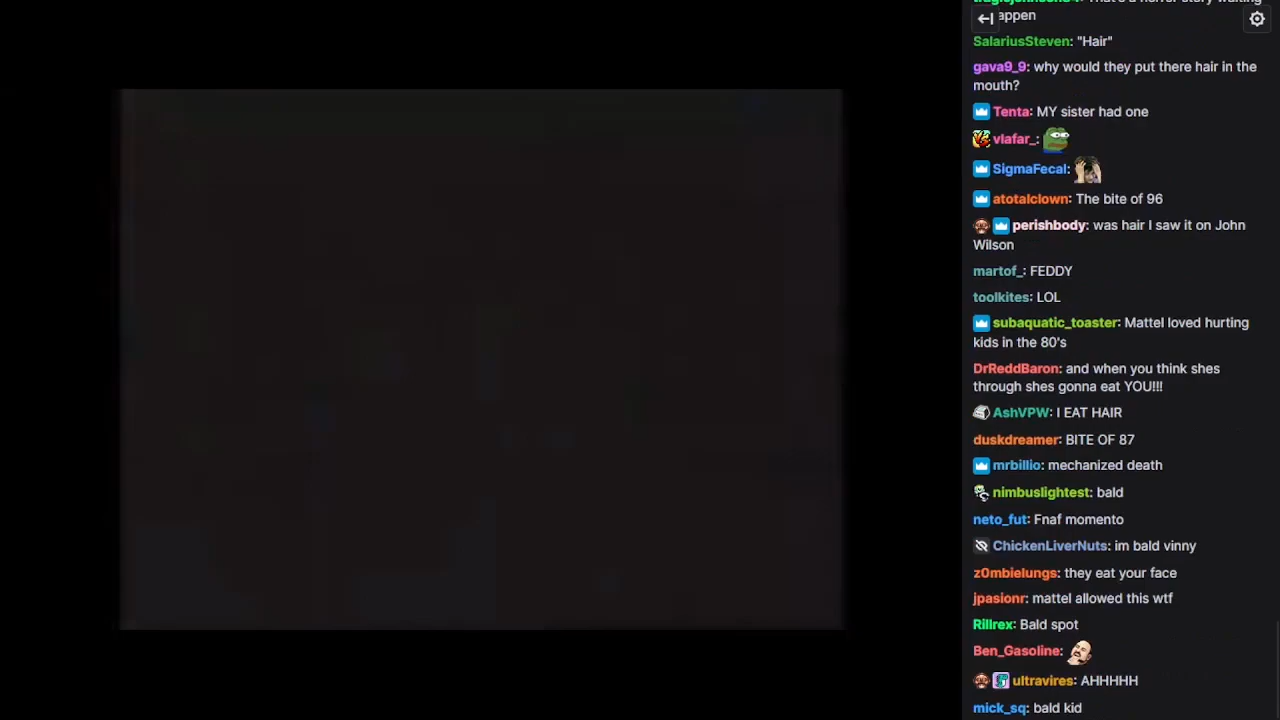 appen
SalariusSteven: "Hair"
gava9_9: why would they put there hair in the
mouth?
Tenta: MY sister had one
vlafar_:
SigmaFecal:
atotalclown: The bite of 96
perishbody: was hair I saw it on John
Wilson
martof_: FEDDY
toolkites: LOL
subaquatic_toaster: Mattel loved hurting
kids in the 80's
DrReddBaron: and when you think shes
through shes gonna eat YOU!!!
AshVPW: I EAT HAIR
duskdreamer: BITE OF 87
mrbillio: mechanized death
nimbuslightest: bald
neto_fut: Fnaf momento
ChickenLiverNuts: im bald vinny
z0mbielungs: they eat your face
jpasionr: mattel allowed this wtf
Rillrex: Bald spot
Ben_Gasoline:
ultravires: AHHHHH
mick_sq: bald kid